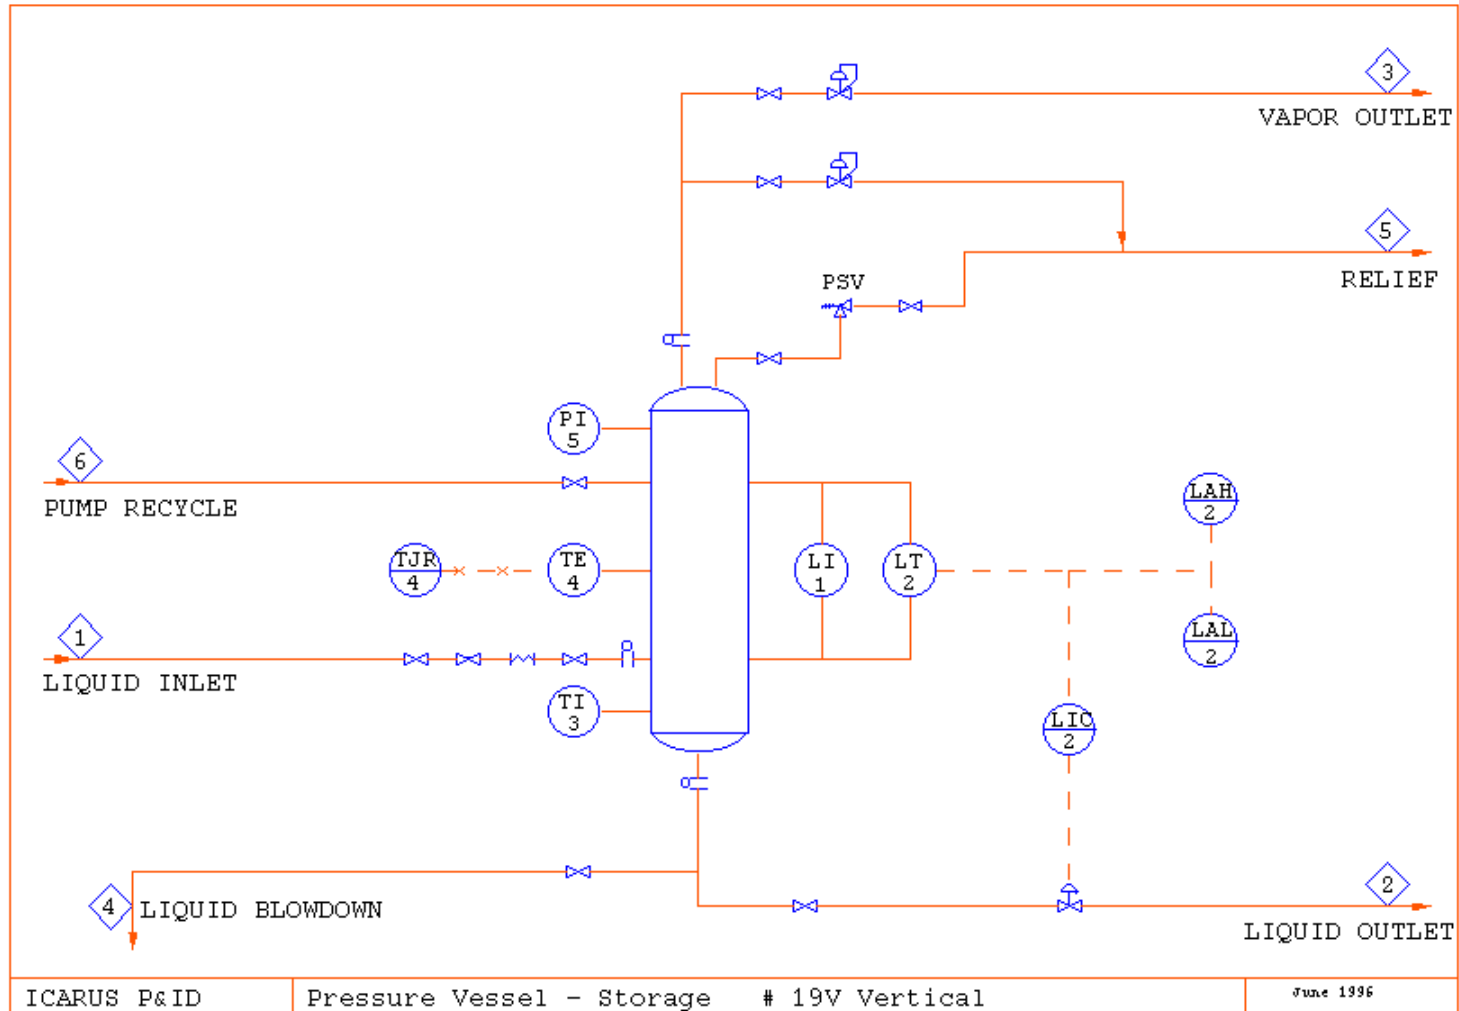 3
VAPOR OUTLET
5
RELIEF
PSV
PI
5
6
PUMP RECYCLE
LAH
2
TJR
4
TE
4
LI
1
LT
2
1
LIQUID INLET
LAL
2
TI
3
LIC
2
4
LIQUID BLOWDOWN
2
LIQUID OUTLET
ICARUS P&ID
Pressure Vessel - Storage # 19V Vertical
June 1996